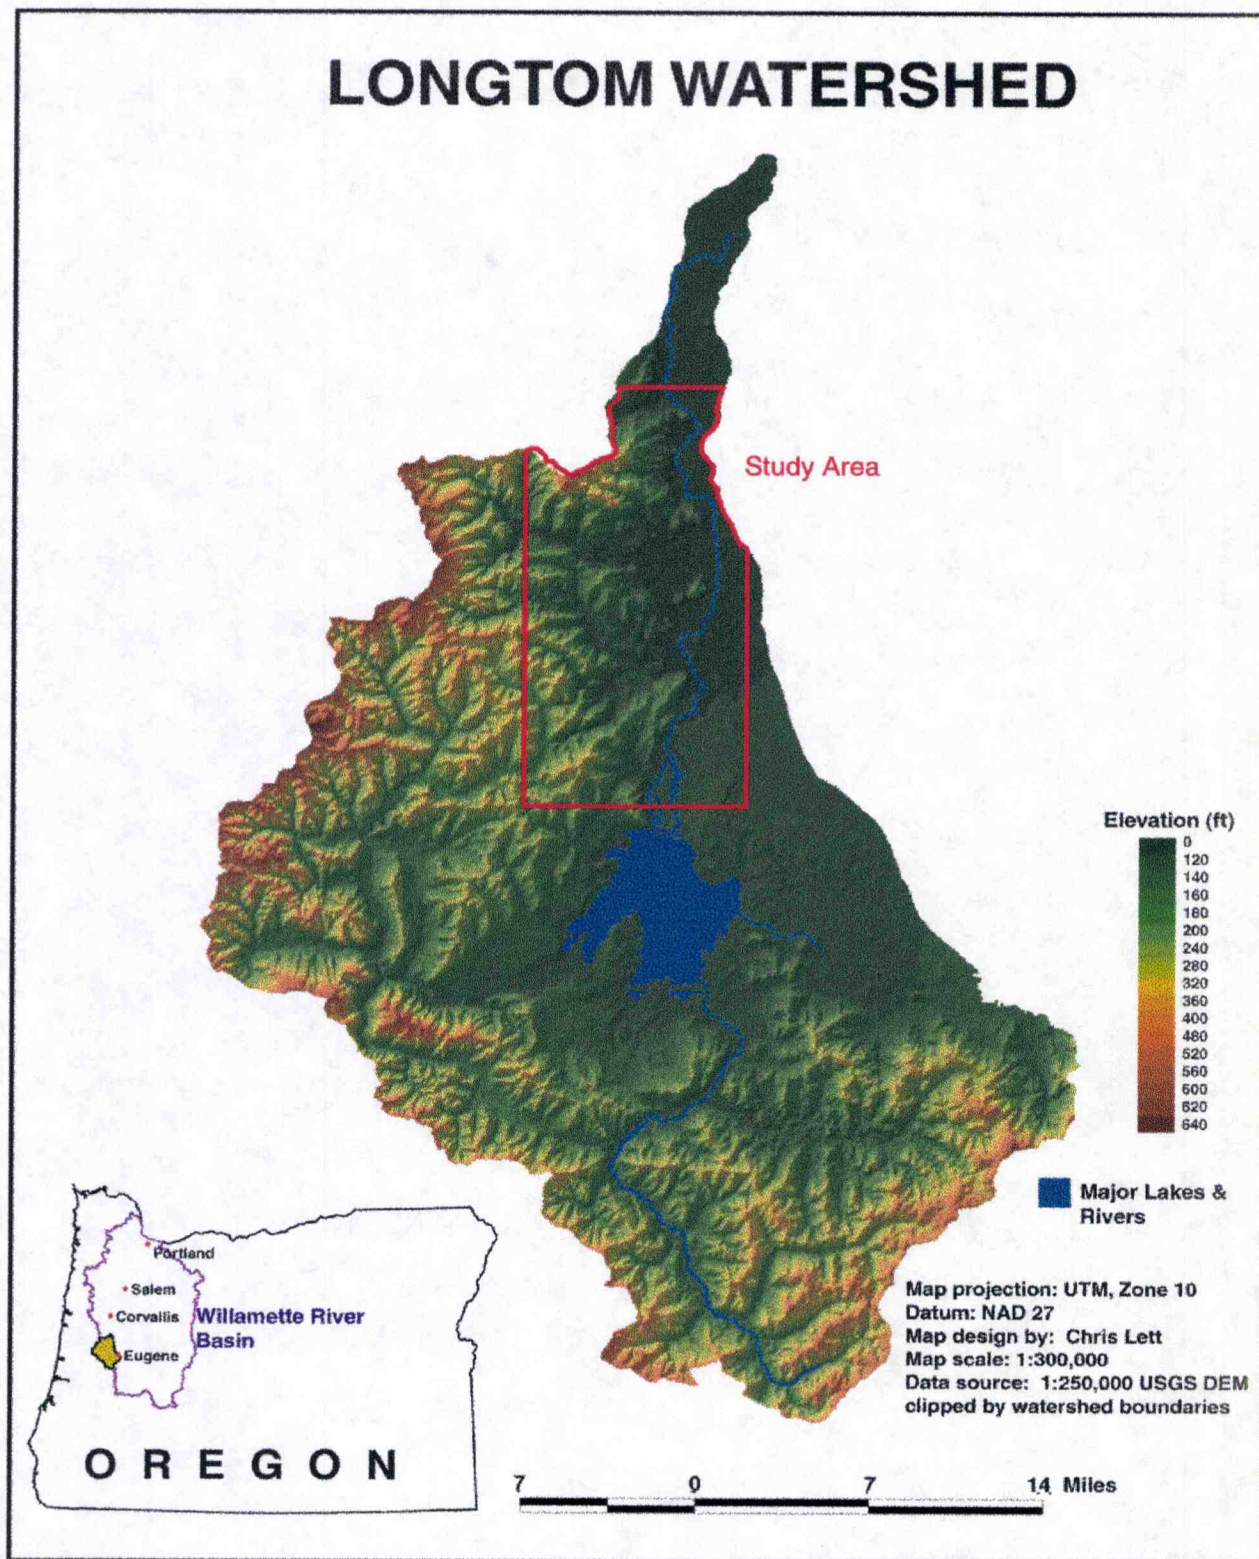 LONGTOM WATERSHED
Study Area
Elevation (ft)
0
120
140
160
180
200
240
280
320
360
400
480
520
560
600
620
640
Major Lakes &
Rivers
Portland
Salem
Corvallis
Willamette River
Basin
Eugene
OREGON
Map projection: UTM, Zone 10
Datum: NAD 27
Map design by: Chris Lett
Map scale: 1:300,000
Data source: 1:250,000 USGS DEM
clipped by watershed boundaries
7 0 7 14 Miles